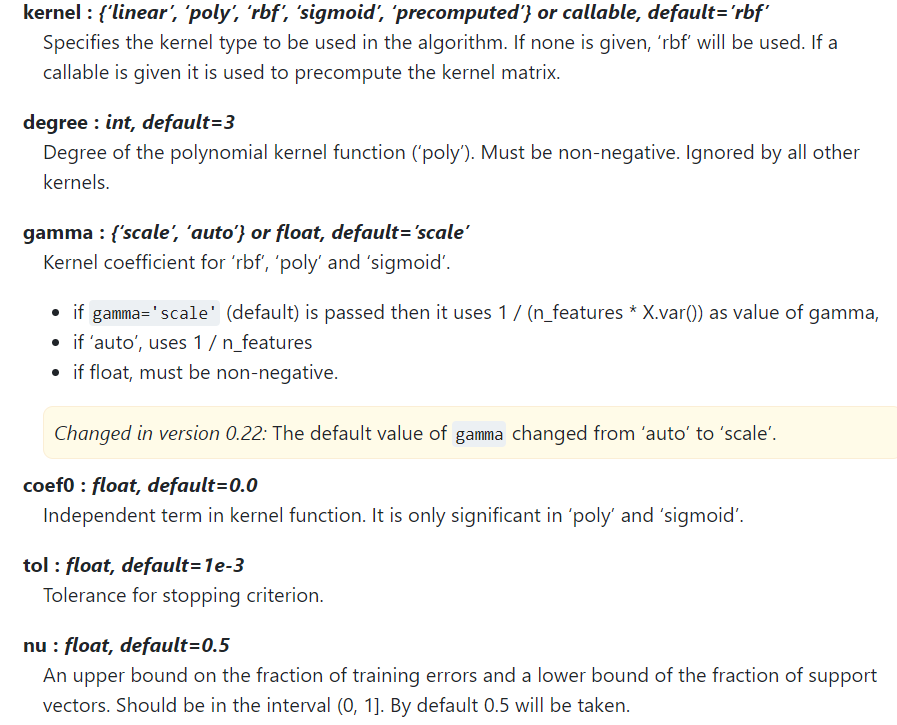 kernel : {‘linear’, ‘poly’, ‘rbf’, ‘sigmoid’, ‘precomputed’} or callable, default=’rbf’
Specifies the kernel type to be used in the algorithm. If none is given, ‘rbf’ will be used. If a
callable is given it is used to precompute the kernel matrix.
degree : int, default=3
Degree of the polynomial kernel function (‘poly’). Must be non-negative. Ignored by all other
kernels.
gamma : {‘scale’, ‘auto’} or float, default=’scale’
Kernel coefficient for ‘rbf’, ‘poly’ and ‘sigmoid’.
• if gamma='scale' (default) is passed then it uses 1 / (n_features * X.var()) as value of gamma,
• if ‘auto’, uses 1 / n_features
• if float, must be non-negative.
Changed in version 0.22: The default value of gamma changed from ‘auto’ to ‘scale’.
coef0 : float, default=0.0
Independent term in kernel function. It is only significant in ‘poly’ and ‘sigmoid’.
tol : float, default=1e-3
Tolerance for stopping criterion.
nu : float, default=0.5
An upper bound on the fraction of training errors and a lower bound of the fraction of support
vectors. Should be in the interval (0, 1]. By default 0.5 will be taken.